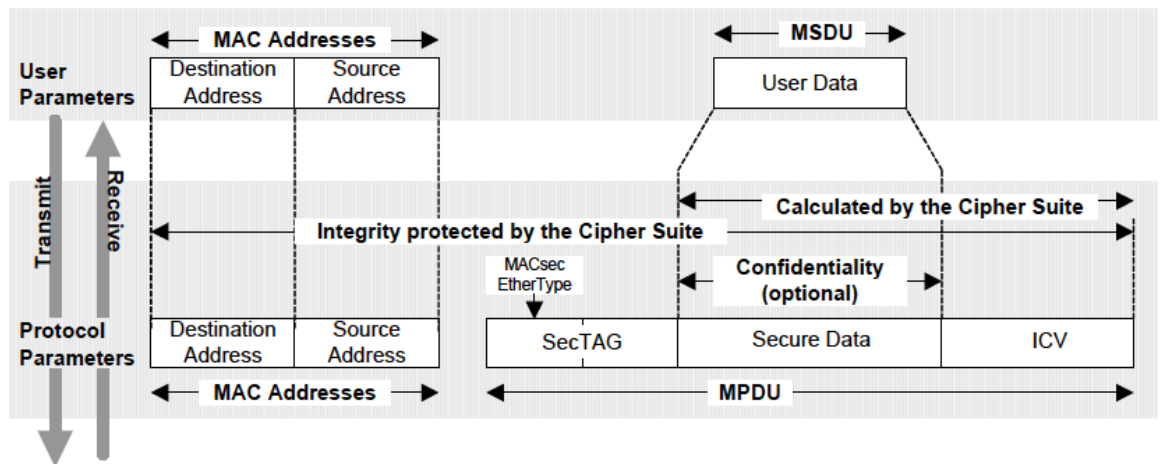 MAC Addresses
MSDU
User
Parameters
Destination
Address
Source
Address
User Data
Transmit
Receive
Calculated by the Cipher Suite
Integrity protected by the Cipher Suite
MACsec
EtherType
Confidentiality
(optional)
Protocol
Parameters
Destination
Address
Source
Address
SecTAG
Secure Data
ICV
MAC Addresses
MPDU